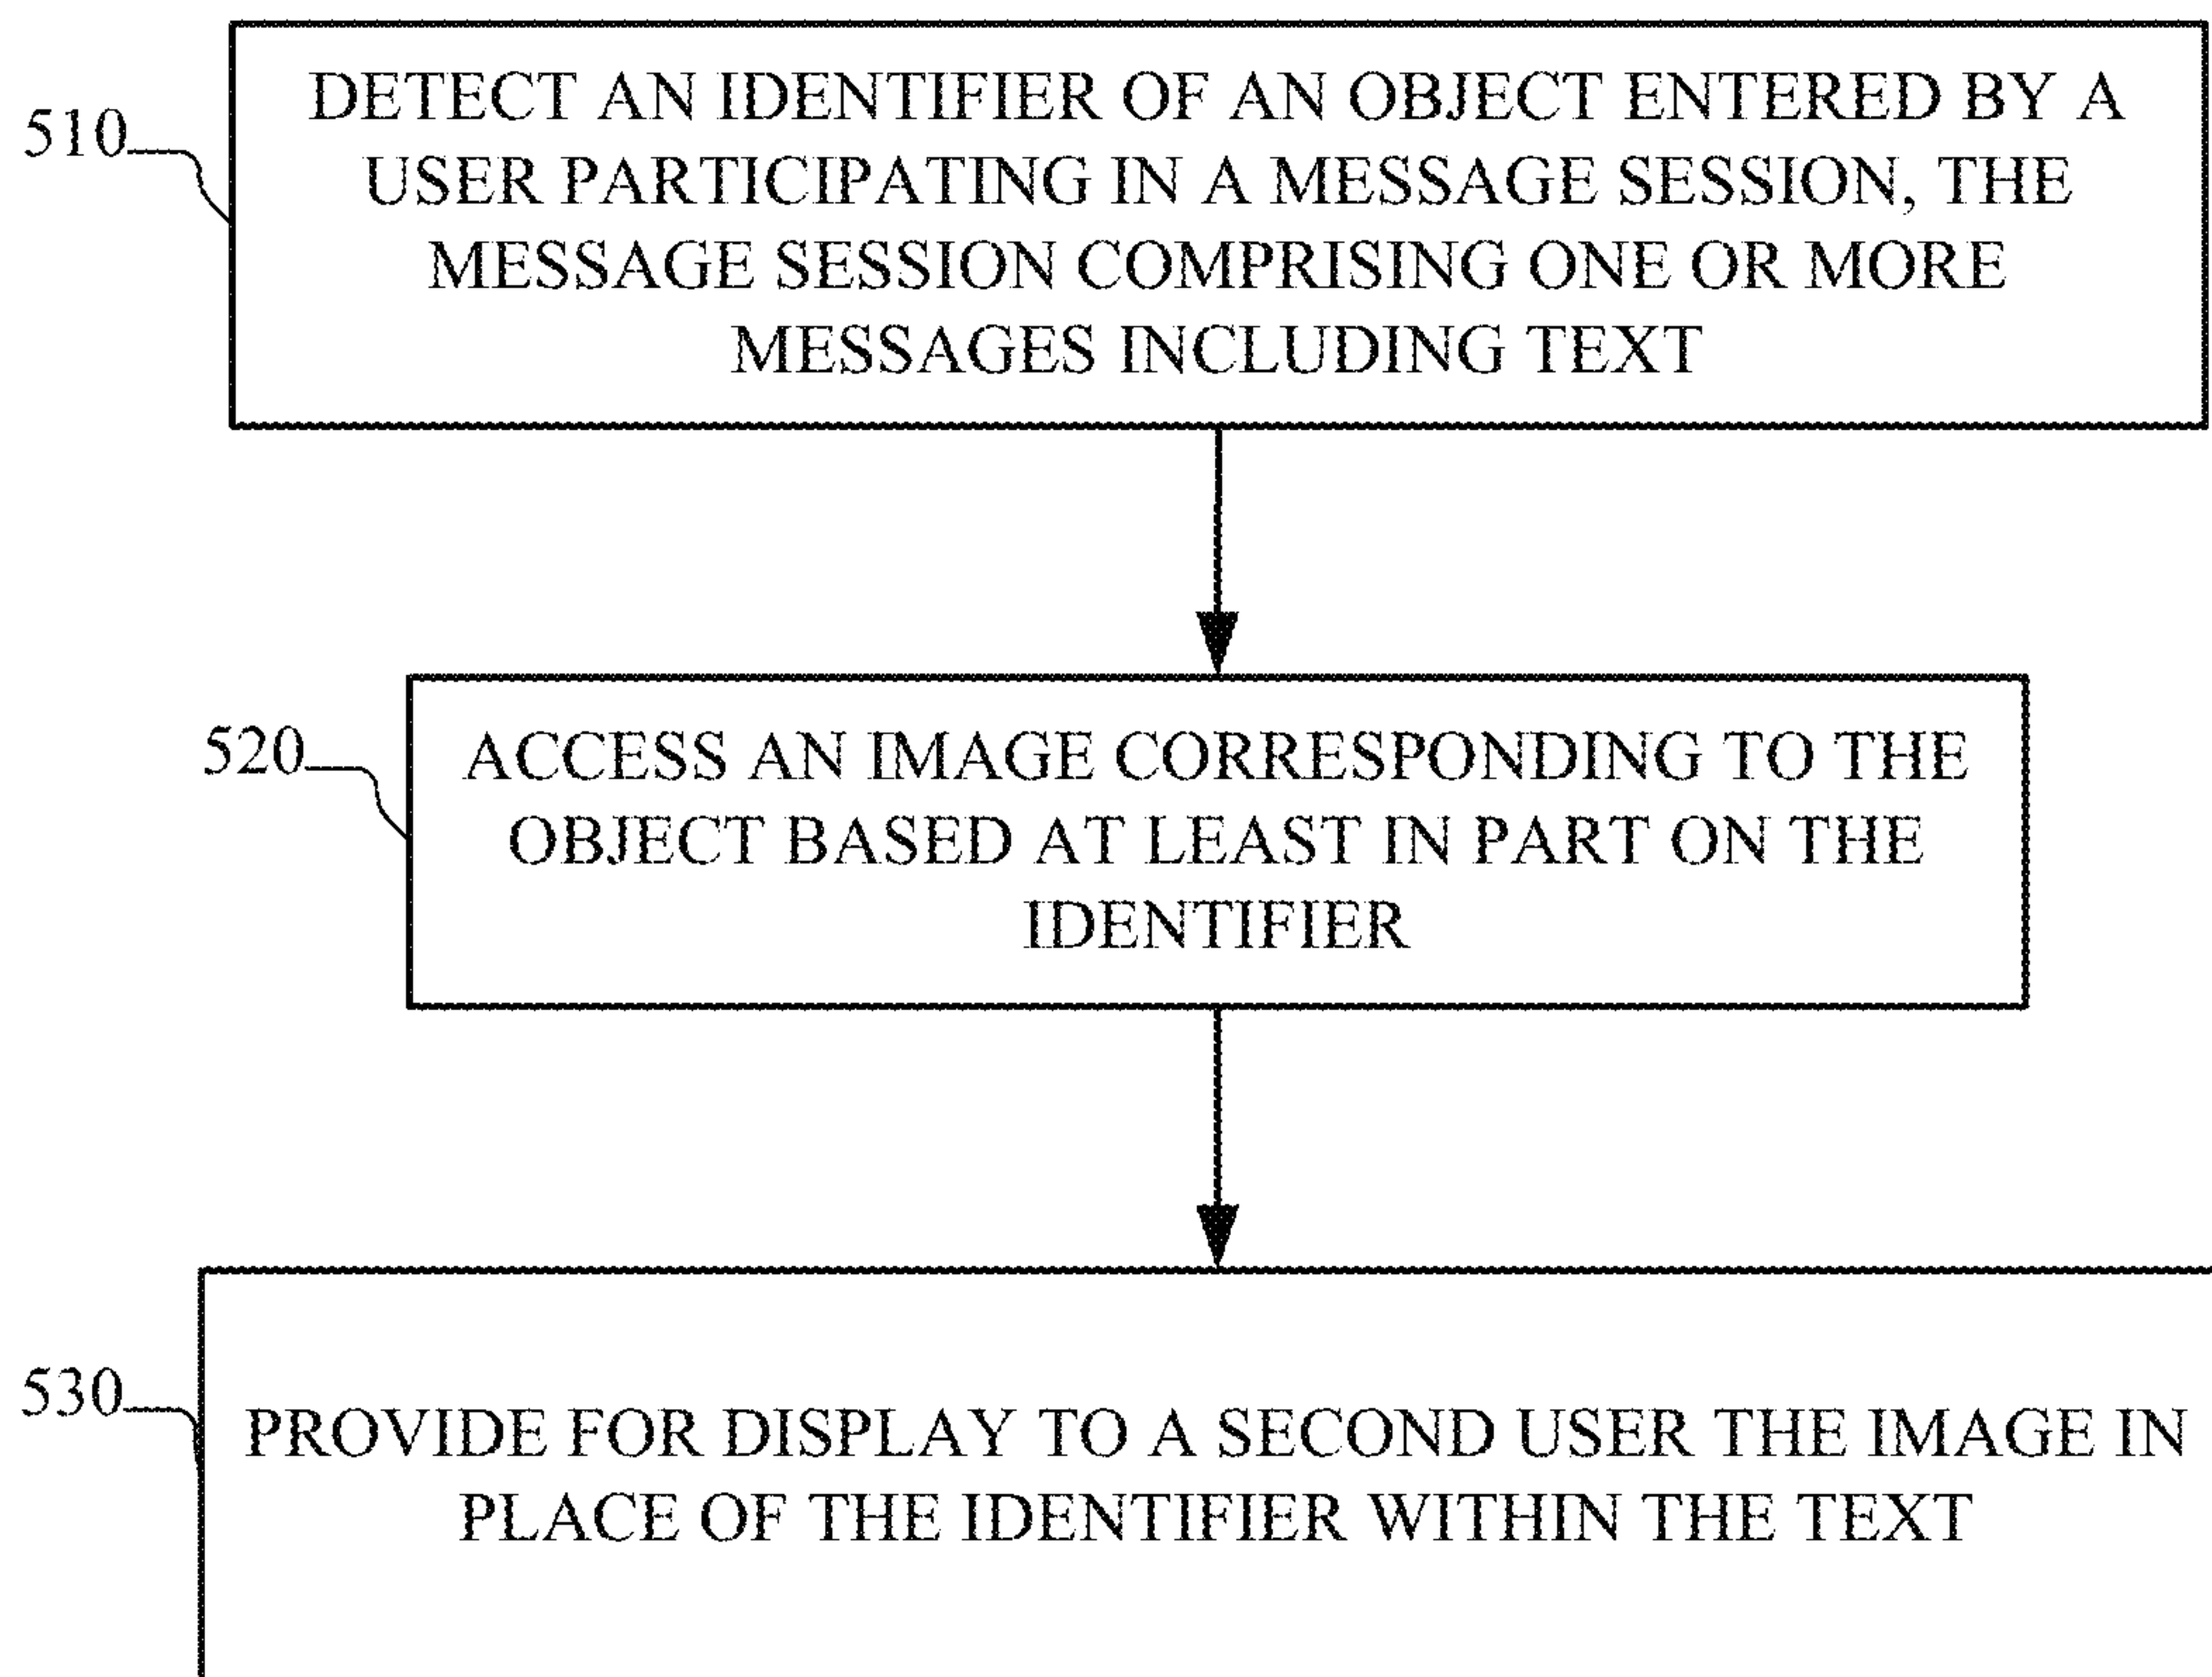 DETECT AN IDENTIFIER OF AN OBJECT ENTERED BY A
510
USER PARTICIPATING IN A MESSAGE SESSION, THE
MESSAGE SESSION COMPRISING ONE OR MORE
MESSAGES INCLUDING TEXT
520
ACCESS AN IMAGE CORRESPONDING TO THE
OBJECT BASED AT LEAST IN PART ON THE
IDENTIFIER
530
PROVIDE FOR DISPLAY TO A SECOND USER THE IMAGE IN
PLACE OF THE IDENTIFIER WITHIN THE TEXT